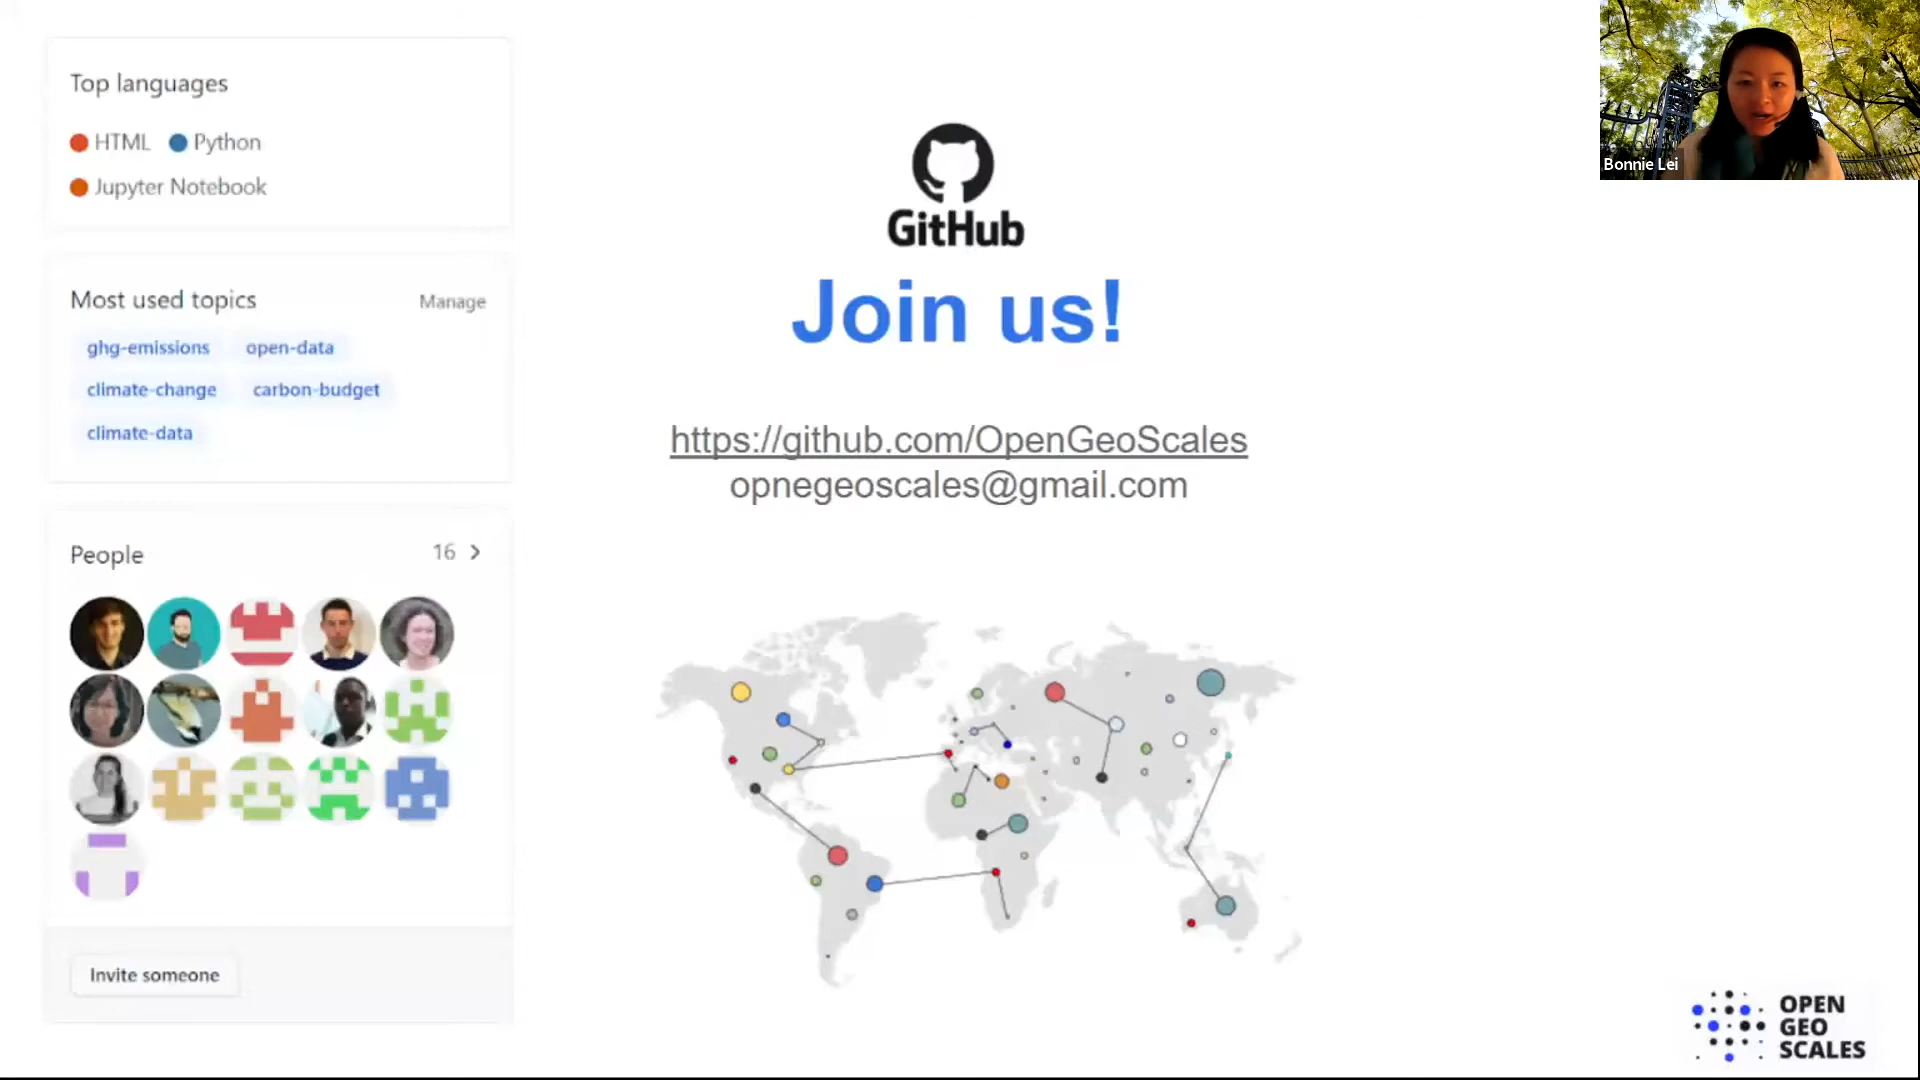 Top languages
HTML Python
Jupyter Notebook
Most used topics Manage
ghg-emissions open-data
climate-change carbon-budget
climate-data
People 16
Invite someone
GitHub
Join us!
https://github.com/OpenGeoScales
opnegeoscales@gmail.com
Bonnie Lei
OPEN
GEO
SCALES